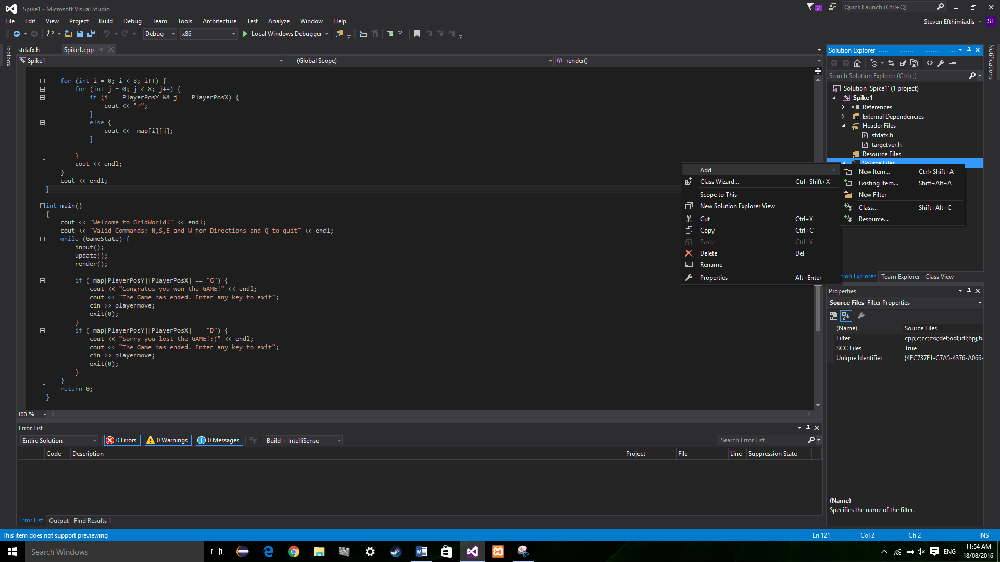 Spike1 - Microsoft Visual Studio
2
Quick Launch (Ctrl+Q)
File Edit View Project Build Debug Team Tools Architecture Test Analyze Window Help
Steven Efthimiadis SE
Debug x86 Local Windows Debugger
Toolbox
stdafx.h Spike1.cpp
Spike1 (Global Scope) render()
for (int i = 0; i < 8; i++) {
for (int j = 0; j < 8; j++) {
if (i == PlayerPosY && j == PlayerPosX) {
cout << "P";
}
else {
cout << _map[i][j];
}
}
cout << endl;
}
cout << endl;
}
int main()
{
cout << "Welcome to GridWorld!" << endl;
cout << "Valid Commands: N,S,E and W for Directions and Q to quit" << endl;
while (GameState) {
input();
update();
render();
if (_map[PlayerPosY][PlayerPosX] == "G") {
cout << "Congrates you won the GAME!" << endl;
cout << "The Game has ended. Enter any key to exit";
cin >> playermove;
exit(0);
}
if (_map[PlayerPosY][PlayerPosX] == "D") {
cout << "Sorry you lost the GAME!:(" << endl;
cout << "The Game has ended. Enter any key to exit";
cin >> playermove;
exit(0);
}
}
return 0;
}
100 %
Add
Class Wizard... Ctrl+Shift+X
Scope to This
New Solution Explorer View
Cut Ctrl+X
Copy Ctrl+C
Paste Ctrl+V
Delete Del
Rename
Properties Alt+Enter
New Item... Ctrl+Shift+A
Existing Item... Shift+Alt+A
New Filter
Class... Shift+Alt+C
Resource...
Solution Explorer
Search Solution Explorer (Ctrl+;)
Solution 'Spike1' (1 project)
Spike1
References
External Dependencies
Header Files
stdafx.h
targetver.h
Resource Files
Source Files
tion Explorer Team Explorer Class View
Notifications
Properties
Source Files Filter Properties
(Name) Source Files
Filter cpp;c;cc;cxx;def;odl;idl;hpj;b
SCC Files True
Unique Identifier {4FC737F1-C7A5-4376-A066-
(Name)
Specifies the name of the filter.
Error List
Entire Solution 0 Errors 0 Warnings 0 Messages Build + IntelliSense Search Error List
Code Description Project File Line Suppression State
Error List Output Find Results 1
This item does not support previewing Ln 121 Col 2 Ch 2 INS
Search Windows
ENG
11:54 AM
18/08/2016